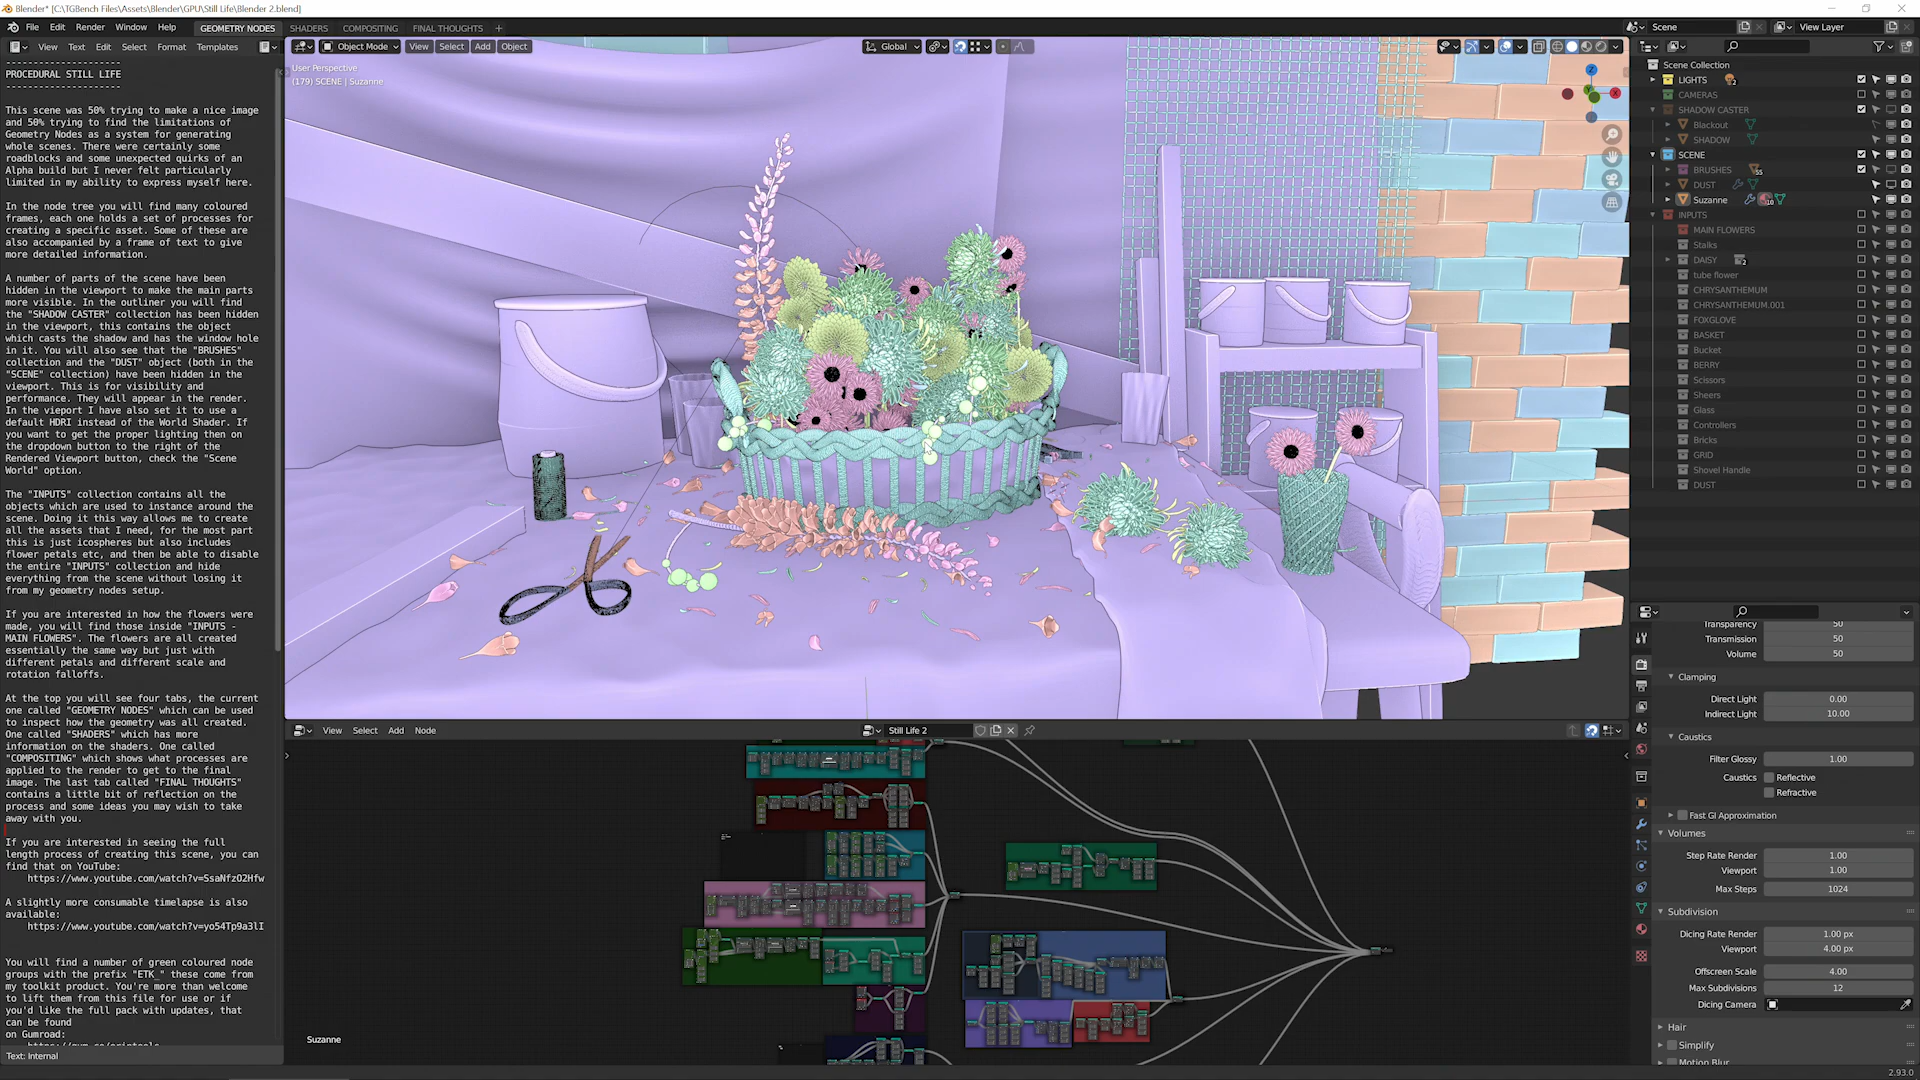 Blender* [C:\TGBench Files\Assets\Blender\GPU\Still Life\Blender 2.blend]
File Edit Render Window Help GEOMETRY NODES SHADERS COMPOSITING FINAL THOUGHTS + Scene View Layer
View Text Edit Select Format Templates
Object Mode View Select Add Object Global
--------------------
PROCEDURAL STILL LIFE
--------------------
This scene was 50% trying to make a nice image
and 50% trying to find the limitations of
Geometry Nodes as a system for generating
whole scenes. There were certainly some
roadblocks and some unexpected quirks of an
Alpha build but I never felt particularly
limited in my ability to express myself here.
In the node tree you will find many coloured
frames, each one holds a set of processes for
creating a specific asset. Some of these are
also accompanied by a frame of text to give
more detailed information.
A number of parts of the scene have been
hidden in the viewport to make the main parts
more visible. In the outliner you will find
the "SHADOW CASTER" collection has been hidden
in the viewport, this contains the object
which casts the shadow and has the window hole
in it. You will also see that the "BRUSHES"
collection and the "DUST" object (both in the
"SCENE" collection) have been hidden in the
viewport. This is for visibility and
performance. They will appear in the render.
In the vieport I have also set it to use a
default HDRI instead of the World Shader. If
you want to get the proper lighting then on
the dropdown button to the right of the
Rendered Viewport button, check the "Scene
World" option.
The "INPUTS" collection contains all the
objects which are used to instance around the
scene. Doing it this way allows me to create
all the assets that I need, for the most part
this is just icospheres but also includes
flower petals etc, and then be able to disable
the entire "INPUTS" collection and hide
everything from the scene without losing it
from my geometry nodes setup.
If you are interested in how the flowers were
made, you will find those inside "INPUTS -
MAIN FLOWERS". The flowers are all created
essentially the same way but just with
different petals and different scale and
rotation falloffs.
At the top you will see four tabs, the current
one called "GEOMETRY NODES" which can be used
to inspect how the geometry was all created.
One called "SHADERS" which has more
information on the shaders. One called
"COMPOSITING" which shows what processes are
applied to the render to get to the final
image. The last tab called "FINAL THOUGHTS"
contains a little bit of reflection on the
process and some ideas you may wish to take
away with you.
If you are interested in seeing the full
length process of creating this scene, you can
find that on YouTube:
https://www.youtube.com/watch?v=SsaNfzO2Hfw
A slightly more consumable timelapse is also
available:
https://www.youtube.com/watch?v=yo54Tp9a3lI
You will find a number of green coloured node
groups with the prefix "ETK_" these come from
my toolkit product. You're more than welcome
to lift them from this file for use or if
you'd like the full pack with updates, that
can be found
on Gumroad:
Text: Internal
User Perspective
(179) SCENE | Suzanne
Z
Y
X
View Select Add Node Still Life 2
Suzanne
Scene Collection
LIGHTS 2
CAMERAS
SHADOW CASTER
Blackout
SHADOW
SCENE
BRUSHES 55
DUST
Suzanne 10
INPUTS
MAIN FLOWERS
Stalks
DAISY 2
tube flower
CHRYSANTHEMUM
CHRYSANTHEMUM.001
FOXGLOVE
BASKET
Bucket
BERRY
Scissors
Sheers
Glass
Controllers
Bricks
GRID
Shovel Handle
DUST
Transparency 50
Transmission 50
Volume 50
Clamping
Direct Light 0.00
Indirect Light 10.00
Caustics
Filter Glossy 1.00
Caustics Reflective
Refractive
Fast GI Approximation
Volumes
Step Rate Render 1.00
Viewport 1.00
Max Steps 1024
Subdivision
Dicing Rate Render 1.00 px
Viewport 4.00 px
Offscreen Scale 4.00
Max Subdivisions 12
Dicing Camera
Hair
Simplify
Motion Blur
2.93.0